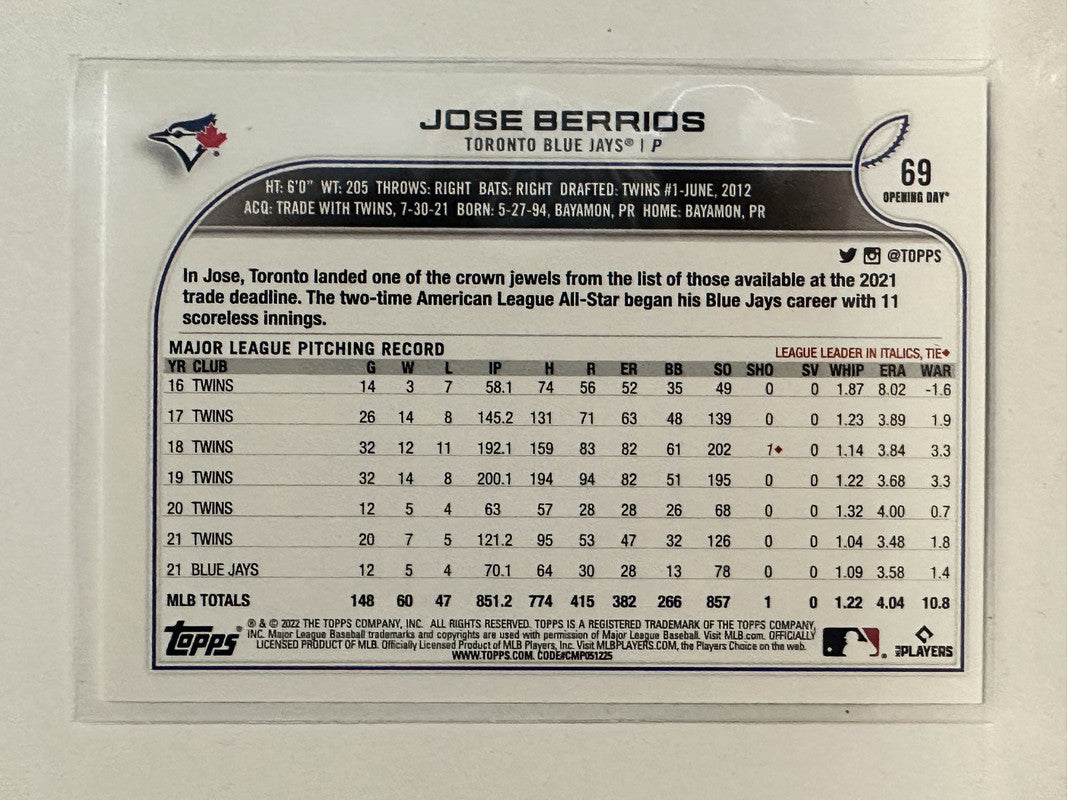 JOSE BERRIOS
TORONTO BLUE JAYS® | P
69
OPENING DAY®
HT: 6'0" WT: 205 THROWS: RIGHT BATS: RIGHT DRAFTED: TWINS #1-JUNE, 2012
ACQ: TRADE WITH TWINS, 7-30-21 BORN: 5-27-94, BAYAMON, PR HOME: BAYAMON, PR
@TOPPS
In Jose, Toronto landed one of the crown jewels from the list of those available at the 2021
trade deadline. The two-time American League All-Star began his Blue Jays career with 11
scoreless innings.
MAJOR LEAGUE PITCHING RECORD LEAGUE LEADER IN ITALICS, TIE◆
YR CLUB G W L IP H R ER BB SO SHO SV WHIP ERA WAR
16 TWINS 14 3 7 58.1 74 56 52 35 49 0 0 1.87 8.02 -1.6
17 TWINS 26 14 8 145.2 131 71 63 48 139 0 0 1.23 3.89 1.9
18 TWINS 32 12 11 192.1 159 83 82 61 202 1◆ 0 1.14 3.84 3.3
19 TWINS 32 14 8 200.1 194 94 82 51 195 0 0 1.22 3.68 3.3
20 TWINS 12 5 4 63 57 28 28 26 68 0 0 1.32 4.00 0.7
21 TWINS 20 7 5 121.2 95 53 47 32 126 0 0 1.04 3.48 1.8
21 BLUE JAYS 12 5 4 70.1 64 30 28 13 78 0 0 1.09 3.58 1.4
MLB TOTALS 148 60 47 851.2 774 415 382 266 857 1 0 1.22 4.04 10.8
topps®
® & © 2022 THE TOPPS COMPANY, INC. ALL RIGHTS RESERVED. TOPPS IS A REGISTERED TRADEMARK OF THE TOPPS COMPANY,
INC. Major League Baseball trademarks and copyrights are used with permission of Major League Baseball. Visit MLB.com. OFFICIALLY
LICENSED PRODUCT OF MLB. Officially Licensed Product of MLB Players, Inc. Visit MLBPLAYERS.COM, the Players Choice on the web.
WWW.TOPPS.COM. CODE#CMP051225
MLB PLAYERS